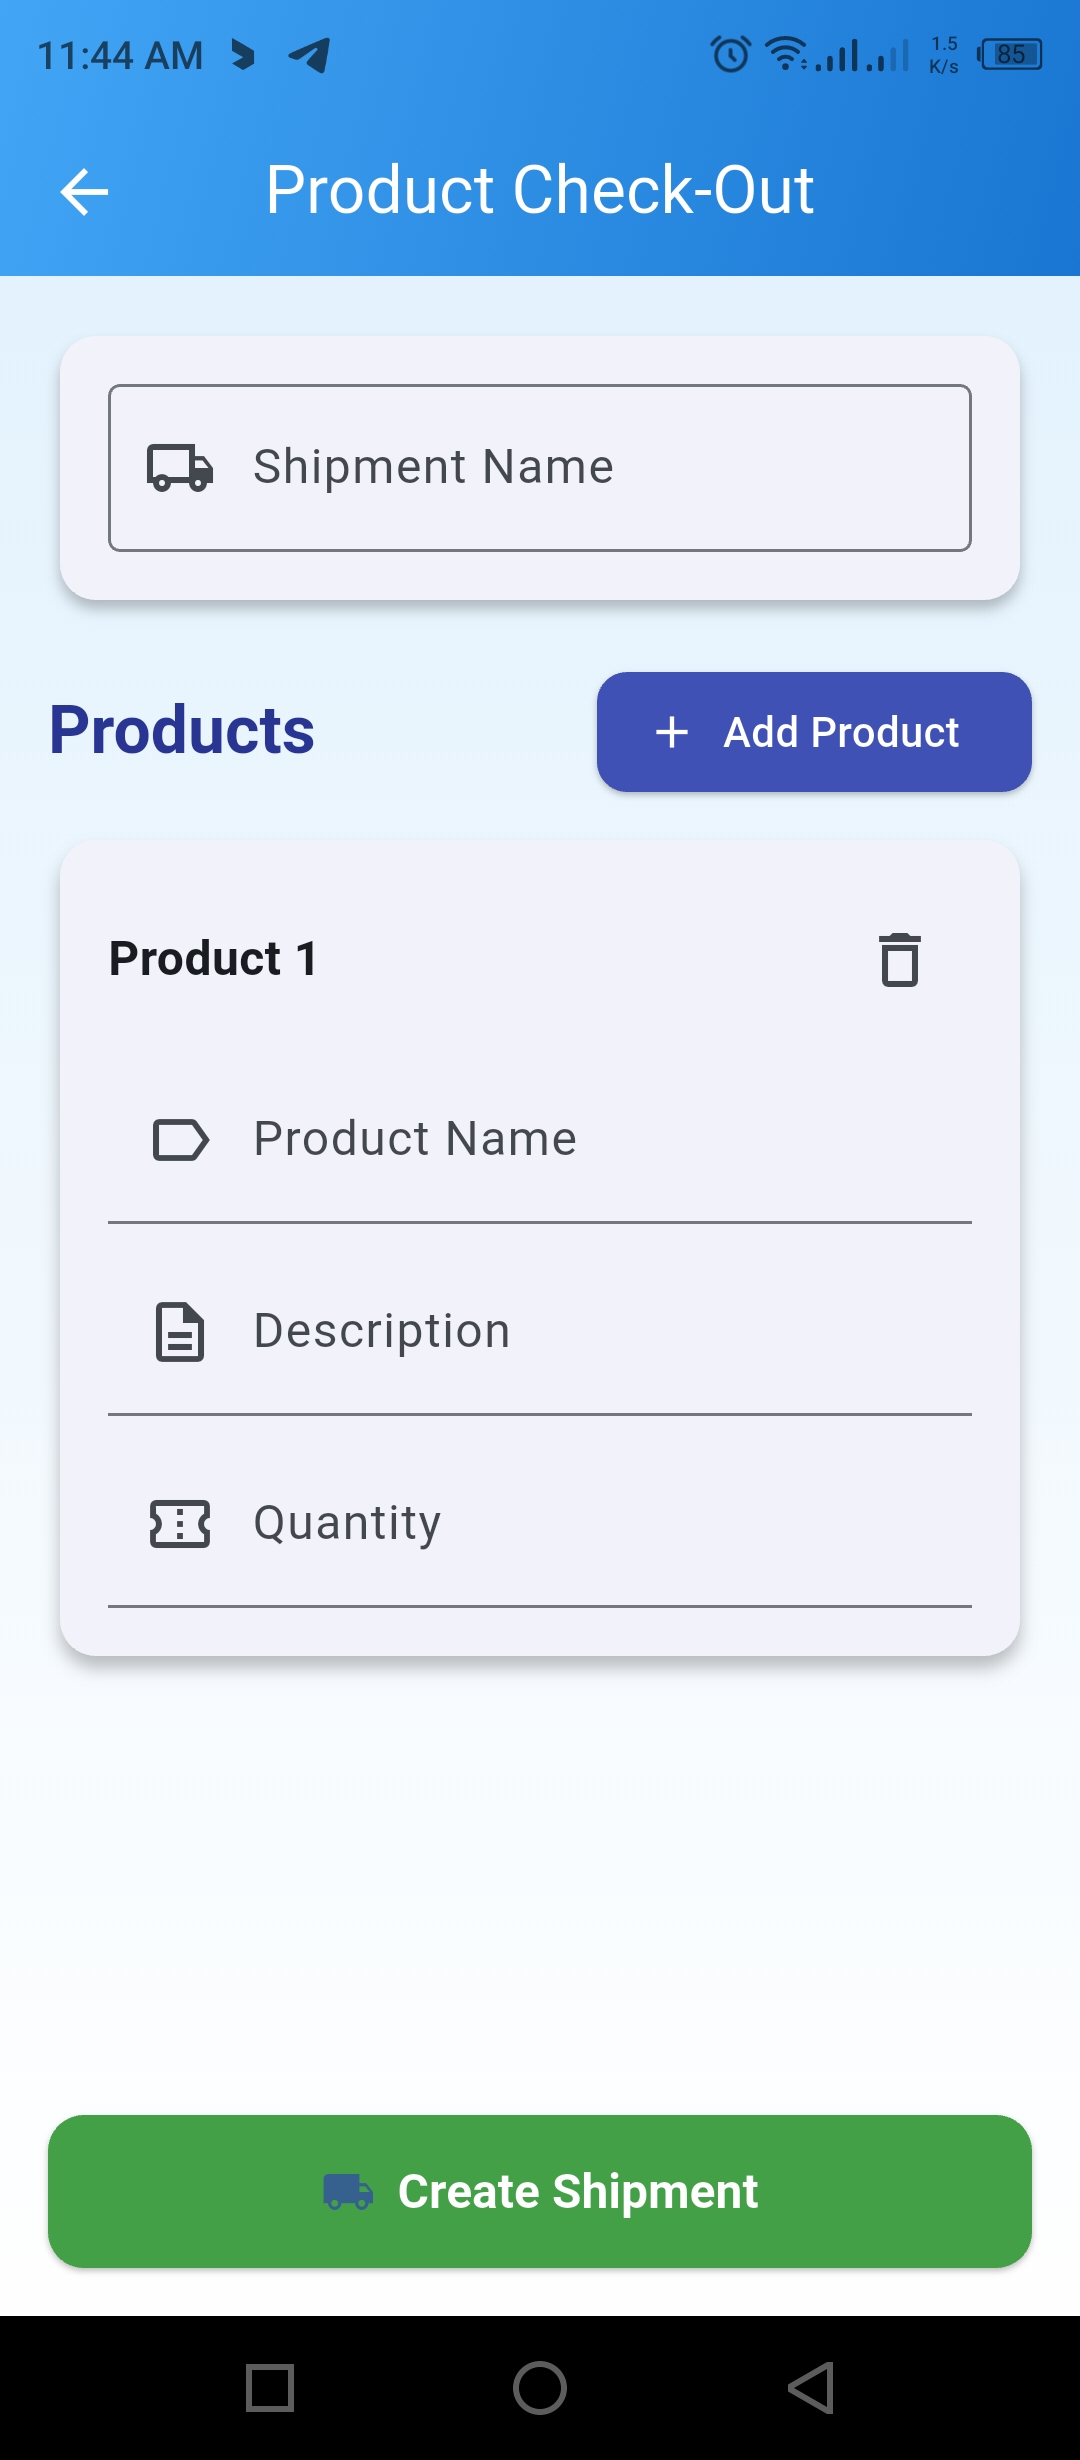 11:44 AM
1.5
K/s
85
Product Check-Out
Shipment Name
Products
Add Product
Product 1
Product Name
Description
Quantity
Create Shipment